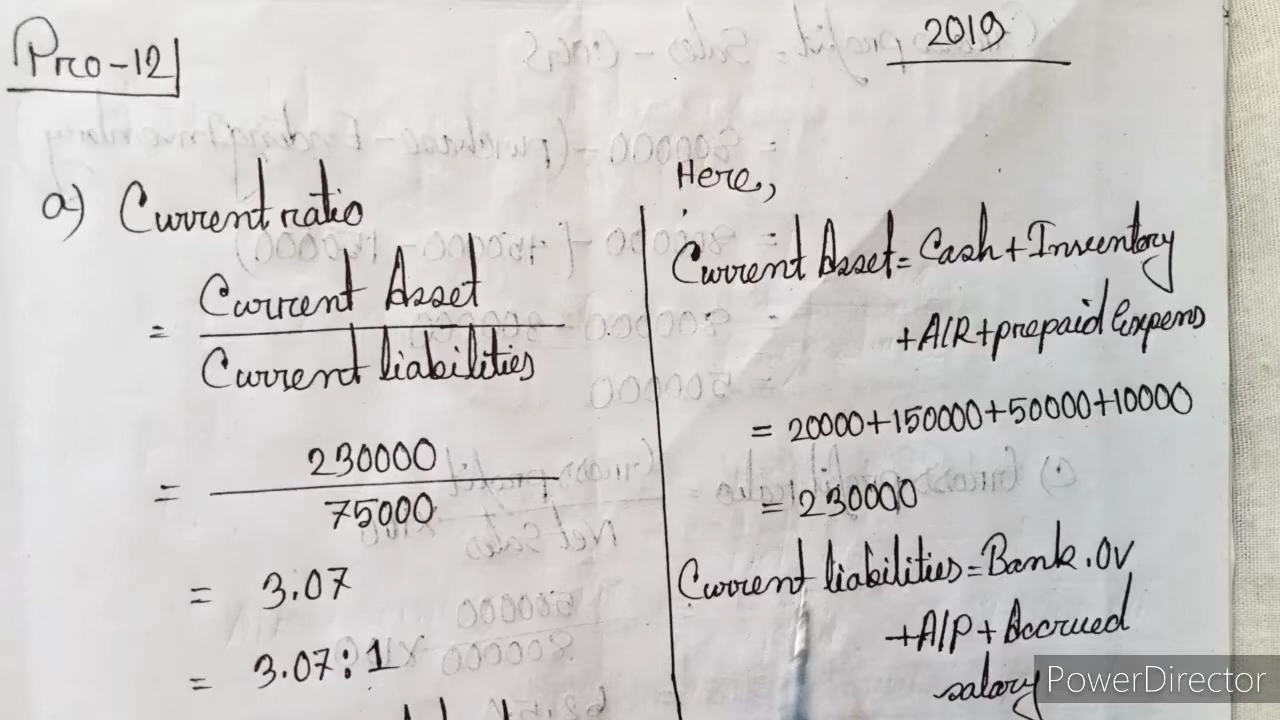 Pro-12
2019
a) Current ratio
= Current Asset
Current liabilities
= 230000
75000
= 3.07
= 3.07:1
Here,
Current Asset = Cash + Inventory
+ A/R + prepaid Expens
= 20000+150000+50000+10000
= 230000
Current liabilities = Bank.OV
+ A/P + Accrued
salary
PowerDirector